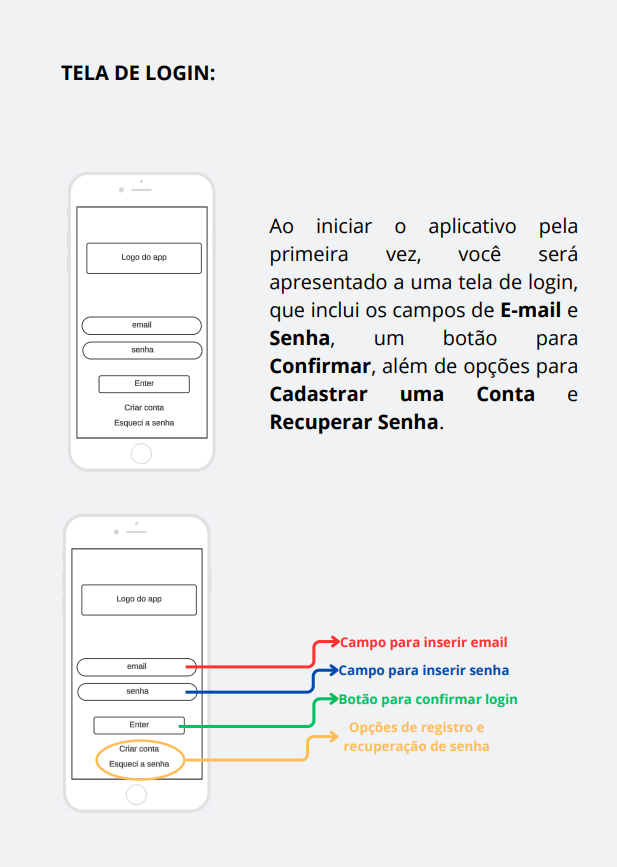 TELA DE LOGIN:
Logo do app
email
senha
Enter
Criar conta
Esqueci a senha
Ao iniciar o aplicativo pela
primeira vez, você será
apresentado a uma tela de login,
que inclui os campos de E-mail e
Senha, um botão para
Confirmar, além de opções para
Cadastrar uma Conta e
Recuperar Senha.
Logo do app
email
senha
Enter
Criar conta
Esqueci a senha
Campo para inserir email
Campo para inserir senha
Botão para confirmar login
Opções de registro e
recuperação de senha